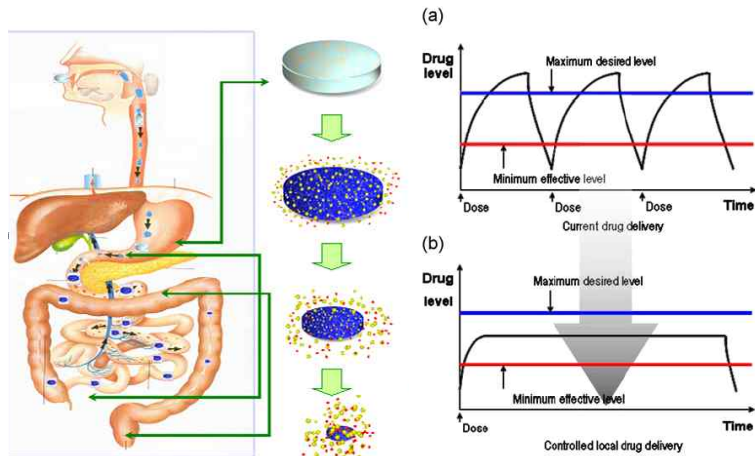 (a)
Drug
level
Maximum desired level
Minimum effective level
Dose
Dose
Dose
Time
Current drug delivery
(b)
Drug
level
Maximum desired level
Minimum effective level
Dose
Time
Controlled local drug delivery